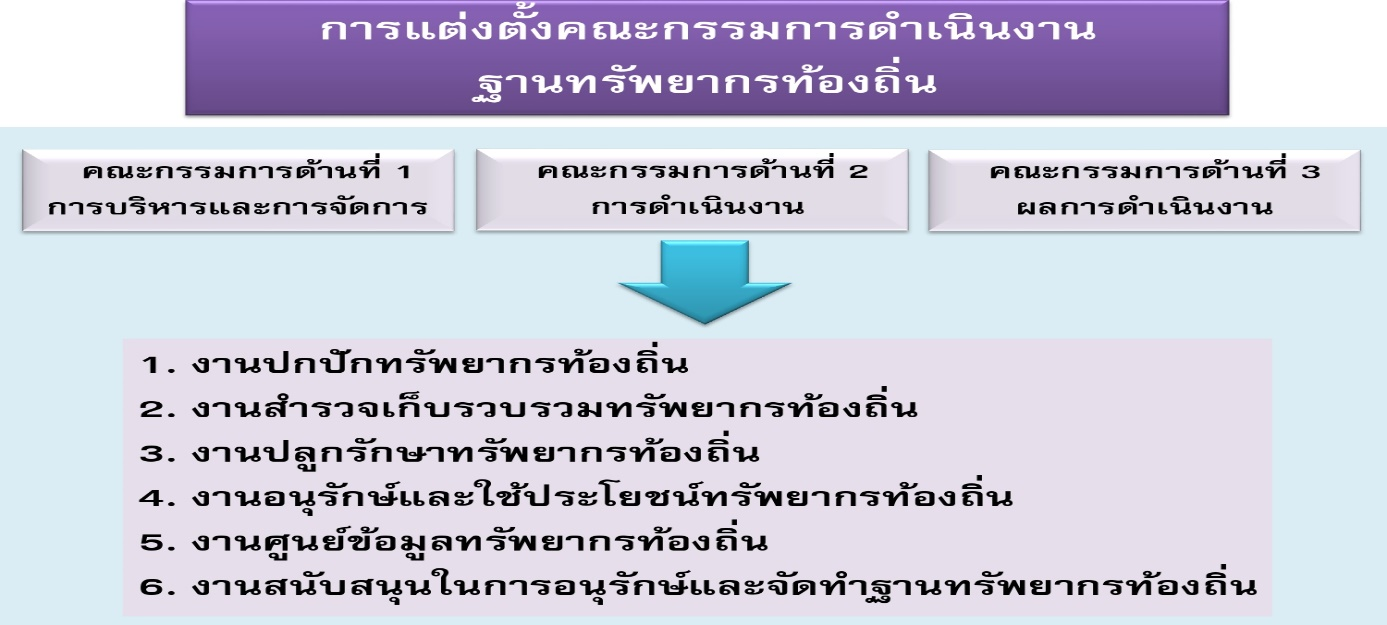 การแต่งตั้งคณะกรรมการดำเนินงาน
ฐานทรัพยากรท้องถิ่น
คณะกรรมการด้านที่ 1
การบริหารและการจัดการ
คณะกรรมการด้านที่ 2
การดำเนินงาน
คณะกรรมการด้านที่ 3
ผลการดำเนินงาน
1. งานปกปักทรัพยากรท้องถิ่น
2. งานสำรวจเก็บรวบรวมทรัพยากรท้องถิ่น
3. งานปลูกรักษาทรัพยากรท้องถิ่น
4. งานอนุรักษ์และใช้ประโยชน์ทรัพยากรท้องถิ่น
5. งานศูนย์ข้อมูลทรัพยากรท้องถิ่น
6. งานสนับสนุนในการอนุรักษ์และจัดทำฐานทรัพยากรท้องถิ่น